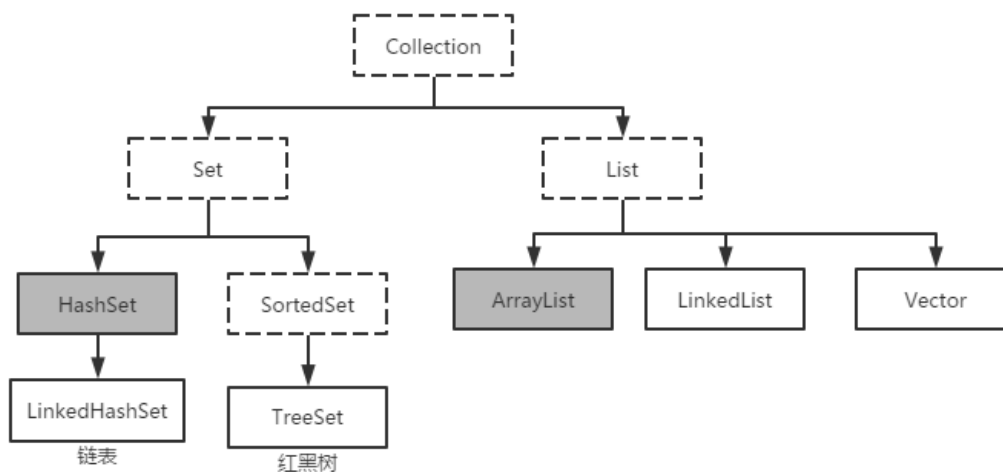 Collection
Set
List
HashSet
SortedSet
ArrayList
LinkedList
Vector
LinkedHashSet
TreeSet
链表
红黑树